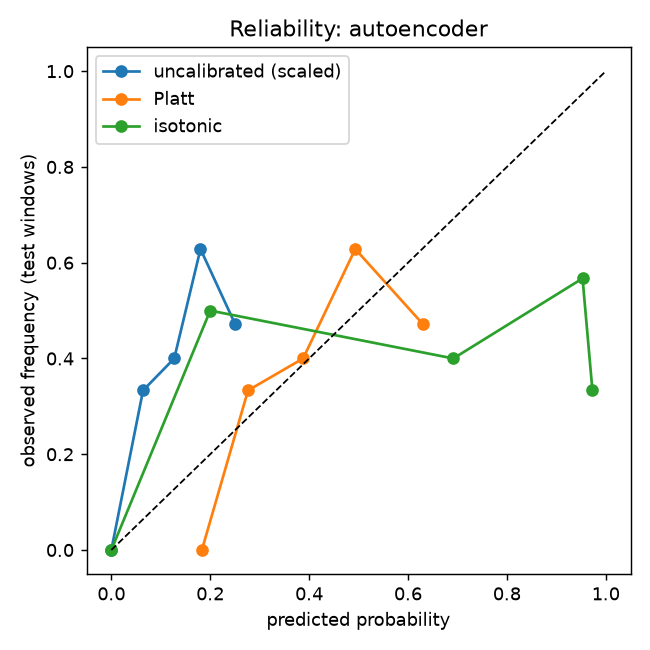 Reliability: autoencoder
uncalibrated (scaled)
Platt
isotonic
observed frequency (test windows)
1.0
0.8
0.6
0.4
0.2
0.0
0.0 0.2 0.4 0.6 0.8 1.0
predicted probability